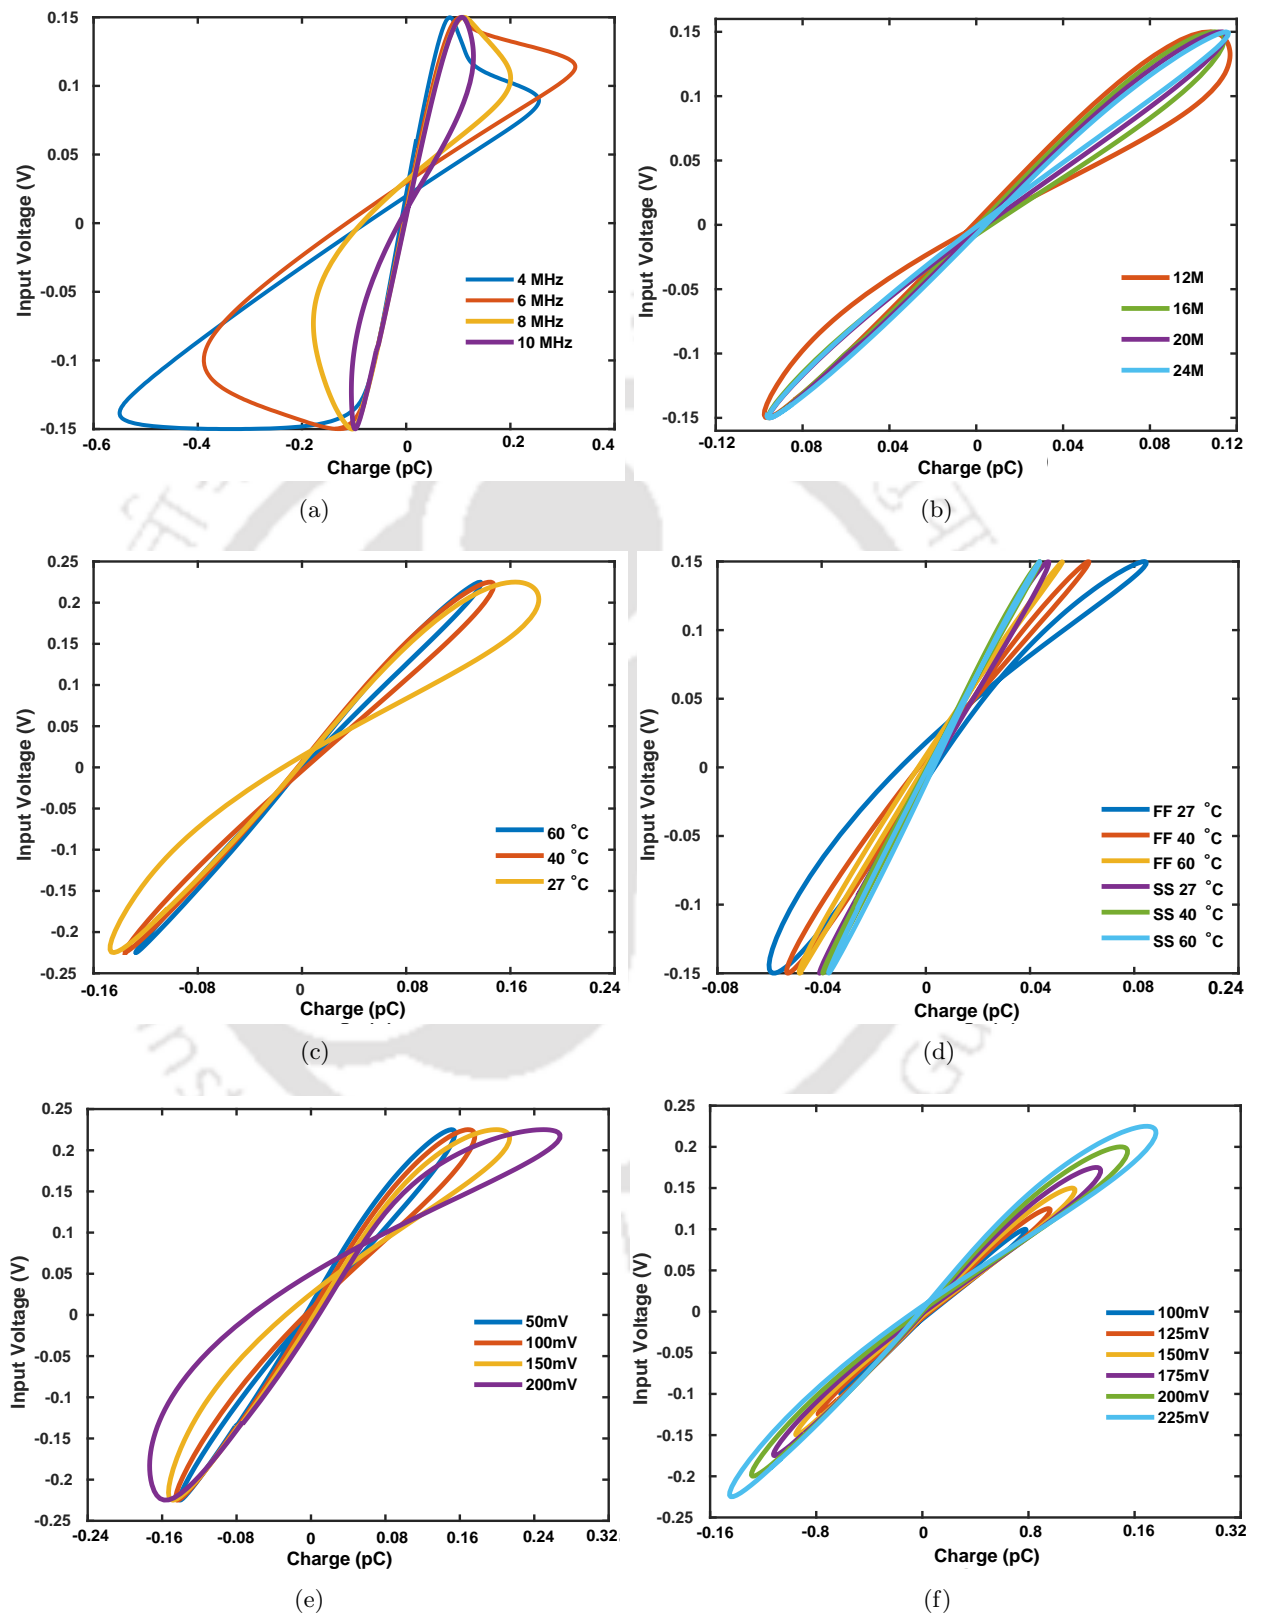 0.15
0.1
0.05
0
-0.05
-0.1
-0.15
Input Voltage (V)
4 MHz
6 MHz
8 MHz
10 MHz
-0.6
-0.4
-0.2
0
0.2
0.4
Charge (pC)
(a)
0.15
0.1
0.05
0
-0.05
-0.1
-0.15
Input Voltage (V)
12M
16M
20M
24M
-0.12
0.08
0.04
0
0.04
0.08
0.12
Charge (pC)
(b)
0.25
0.2
0.15
0.1
0.05
0
-0.05
-0.1
-0.15
-0.2
-0.25
Input Voltage (V)
60 °C
40 °C
27 °C
-0.16
-0.08
0
0.08
0.16
0.24
Charge (pC)
(c)
0.15
0.1
0.05
0
-0.05
-0.1
-0.15
Input Voltage (V)
FF 27 °C
FF 40 °C
FF 60 °C
SS 27 °C
SS 40 °C
SS 60 °C
-0.08
-0.04
0
0.04
0.08
0.24
Charge (pC)
(d)
0.25
0.2
0.15
0.1
0.05
0
-0.05
-0.1
-0.15
-0.2
-0.25
Input Voltage (V)
50mV
100mV
150mV
200mV
-0.24
-0.16
-0.08
0
0.08
0.16
0.24
0.32
Charge (pC)
(e)
0.25
0.2
0.15
0.1
0.05
0
-0.05
-0.1
-0.15
-0.2
-0.25
Input Voltage (V)
100mV
125mV
150mV
175mV
200mV
225mV
-0.16
-0.8
0
0.8
0.16
0.32
Charge (pC)
(f)